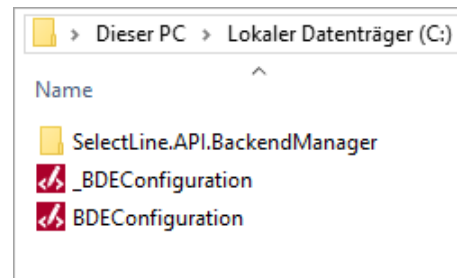 Dieser PC > Lokaler Datenträger (C:)
Name
SelectLine.API.BackendManager
_BDEConfiguration
BDEConfiguration